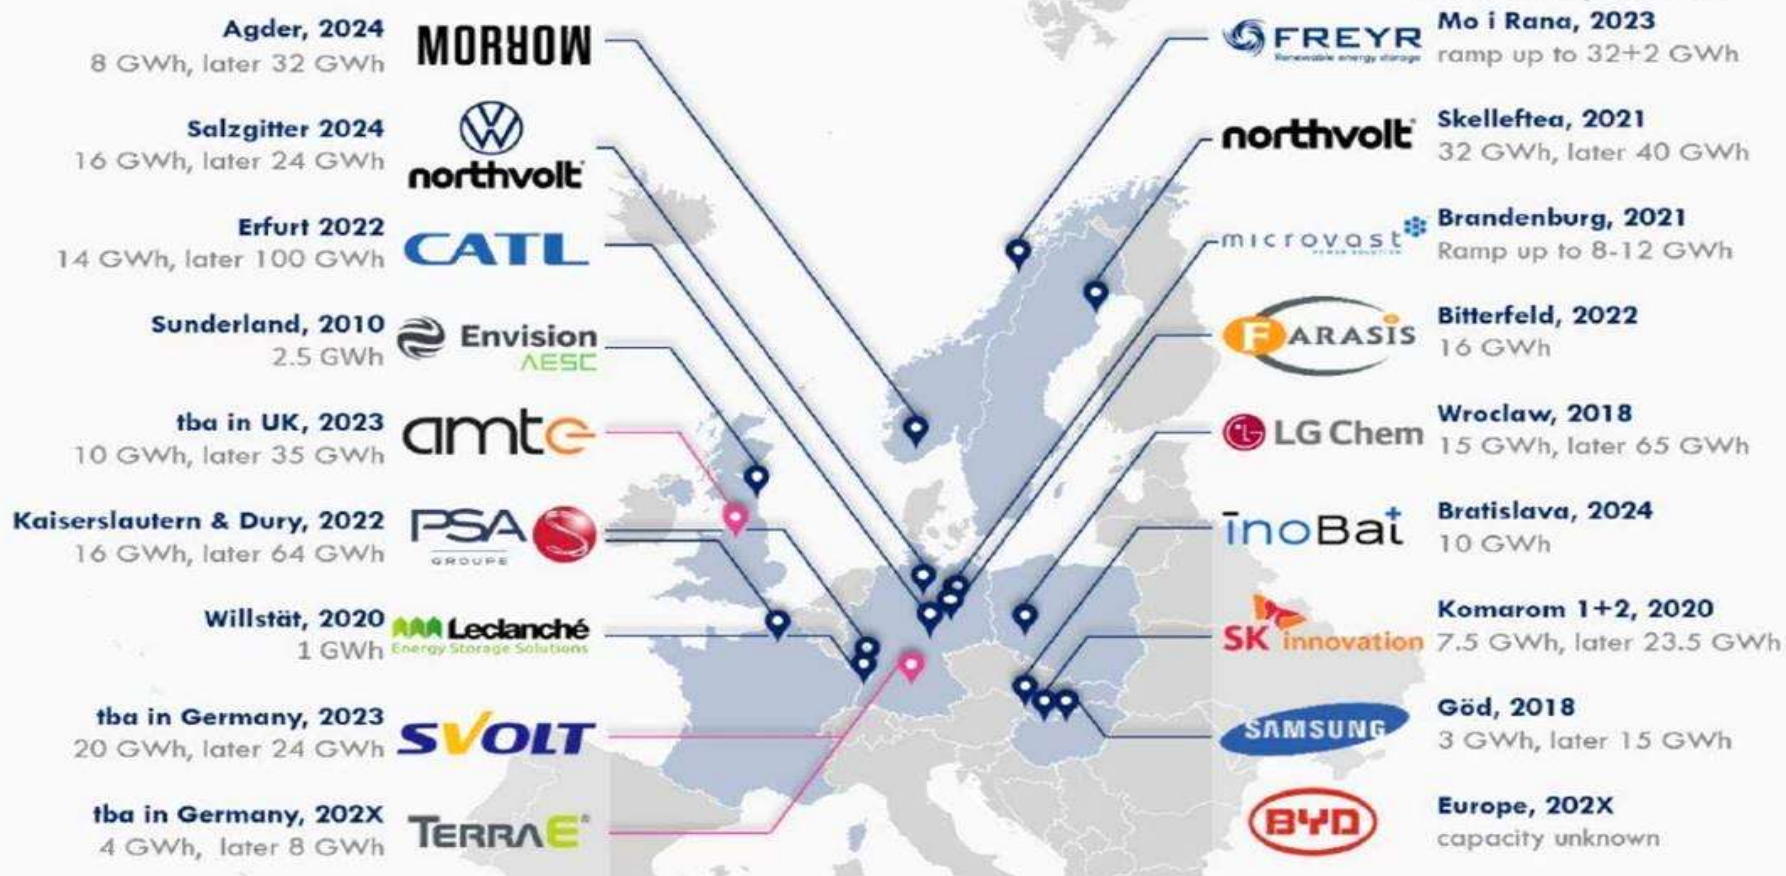 Agder, 2024
8 GWh, later 32 GWh
MORROW
Salzgitter 2024
16 GWh, later 24 GWh
northvolt
Erfurt 2022
14 GWh, later 100 GWh
CATL
Sunderland, 2010
2.5 GWh
Envision
AESC
tba in UK, 2023
10 GWh, later 35 GWh
amte
Kaiserslautern & Dury, 2022
16 GWh, later 64 GWh
PSA
GROUPE
Willstät, 2020
1 GWh
Leclanché
Energy Storage Solutions
tba in Germany, 2023
20 GWh, later 24 GWh
SVOLT
tba in Germany, 202X
4 GWh, later 8 GWh
TERRAE
FREYR
Renewable energy storage
Mo i Rana, 2023
ramp up to 32+2 GWh
northvolt
Skelleftea, 2021
32 GWh, later 40 GWh
microvast
POWER SOLUTION
Brandenburg, 2021
Ramp up to 8-12 GWh
FARASIS
Bitterfeld, 2022
16 GWh
LG Chem
Wroclaw, 2018
15 GWh, later 65 GWh
InoBat
Bratislava, 2024
10 GWh
SK innovation
Komarom 1+2, 2020
7.5 GWh, later 23.5 GWh
SAMSUNG
Göd, 2018
3 GWh, later 15 GWh
BYD
Europe, 202X
capacity unknown